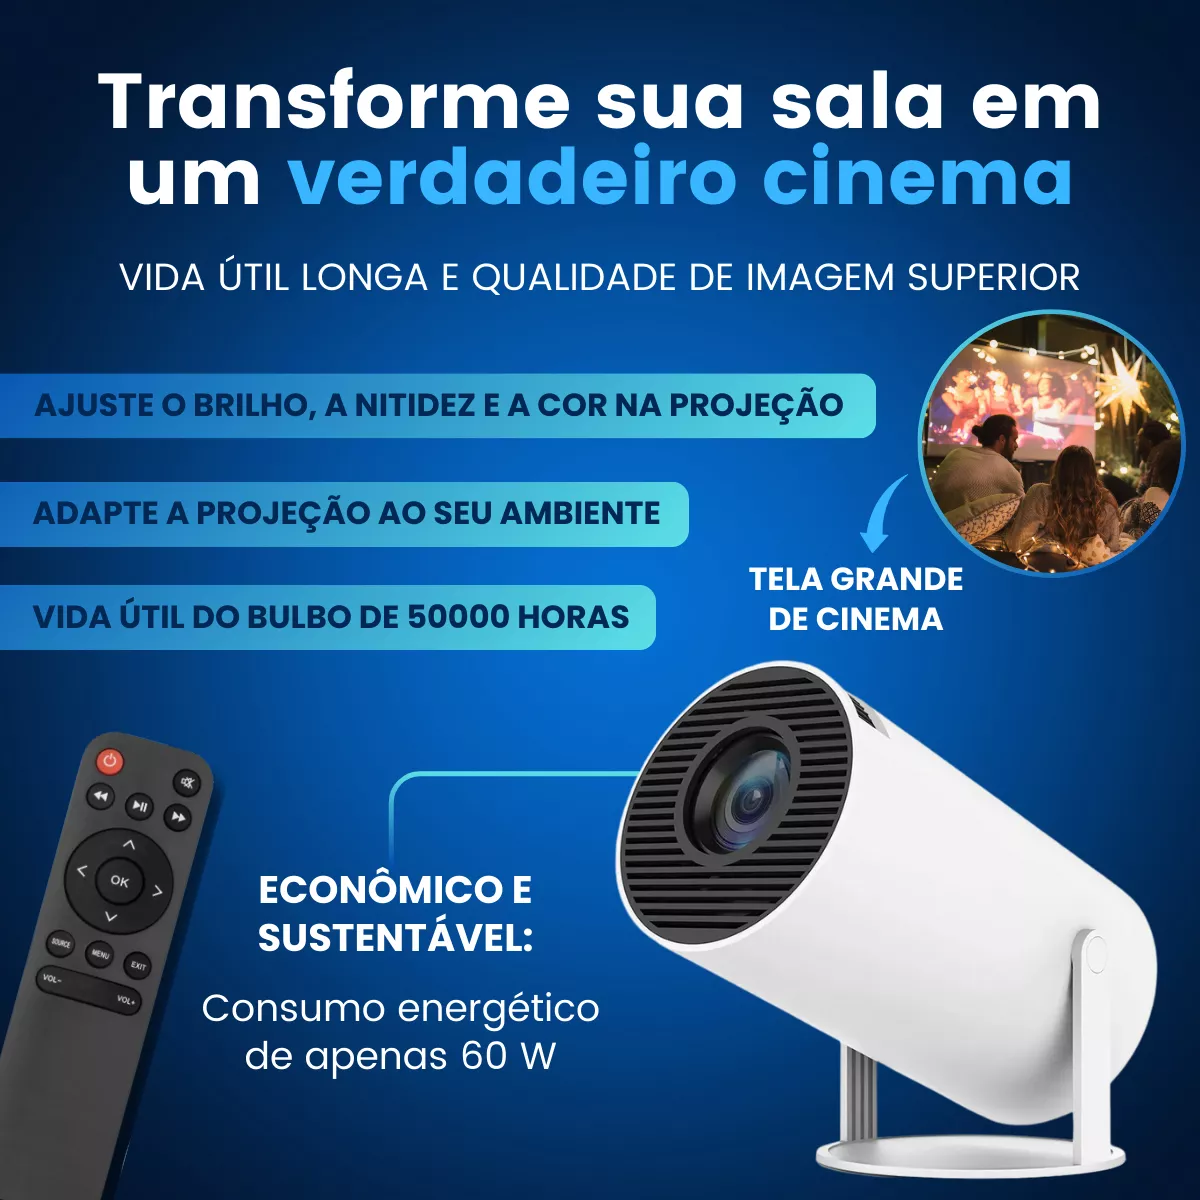 Transforme sua sala em
um verdadeiro cinema
VIDA ÚTIL LONGA E QUALIDADE DE IMAGEM SUPERIOR
AJUSTE O BRILHO, A NITIDEZ E A COR NA PROJEÇÃO
ADAPTE A PROJEÇÃO AO SEU AMBIENTE
VIDA ÚTIL DO BULBO DE 50000 HORAS
TELA GRANDE
DE CINEMA
ECONÔMICO E
SUSTENTÁVEL:
Consumo energético
de apenas 60 W
OK
SOURCE
MENU
EXIT
VOL-
VOL+